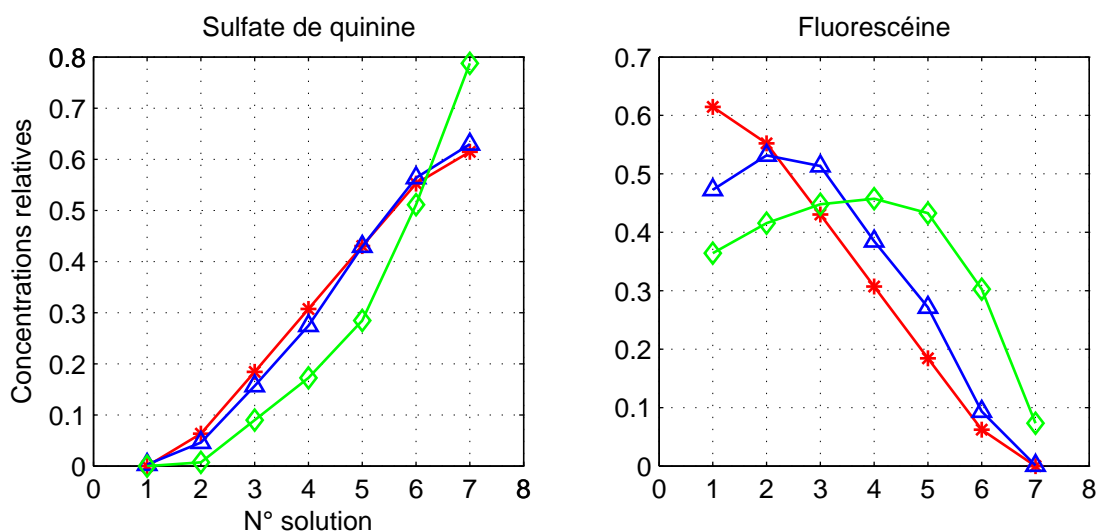 Sulfate de quinine
Concentrations relatives
0.8
0.7
0.6
0.5
0.4
0.3
0.2
0.1
0
0 1 2 3 4 5 6 7 8
N° solution
Fluorescéine
0.7
0.6
0.5
0.4
0.3
0.2
0.1
0
0 1 2 3 4 5 6 7 8